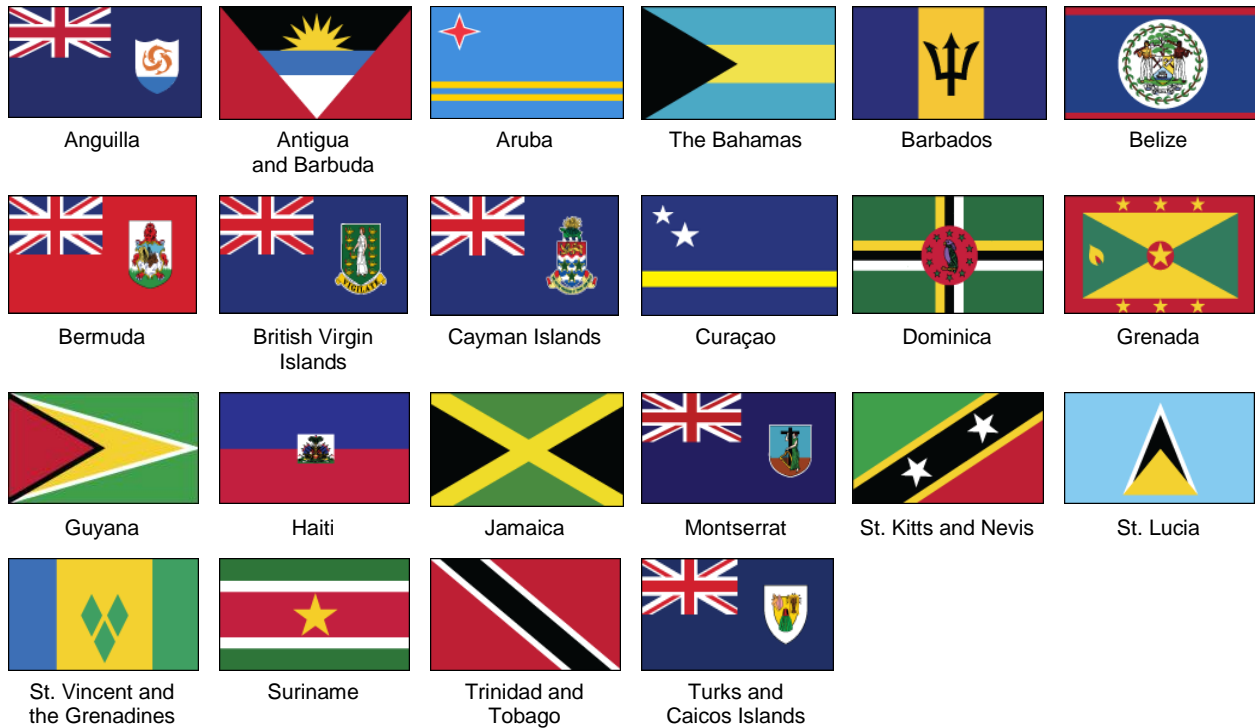 Anguilla
Antigua
and Barbuda
Aruba
The Bahamas
Barbados
Belize
VIGILATE
Bermuda
British Virgin
Islands
Cayman Islands
Curaçao
Dominica
Grenada
Guyana
Haiti
Jamaica
Montserrat
St. Kitts and Nevis
St. Lucia
St. Vincent and
the Grenadines
Suriname
Trinidad and
Tobago
Turks and
Caicos Islands